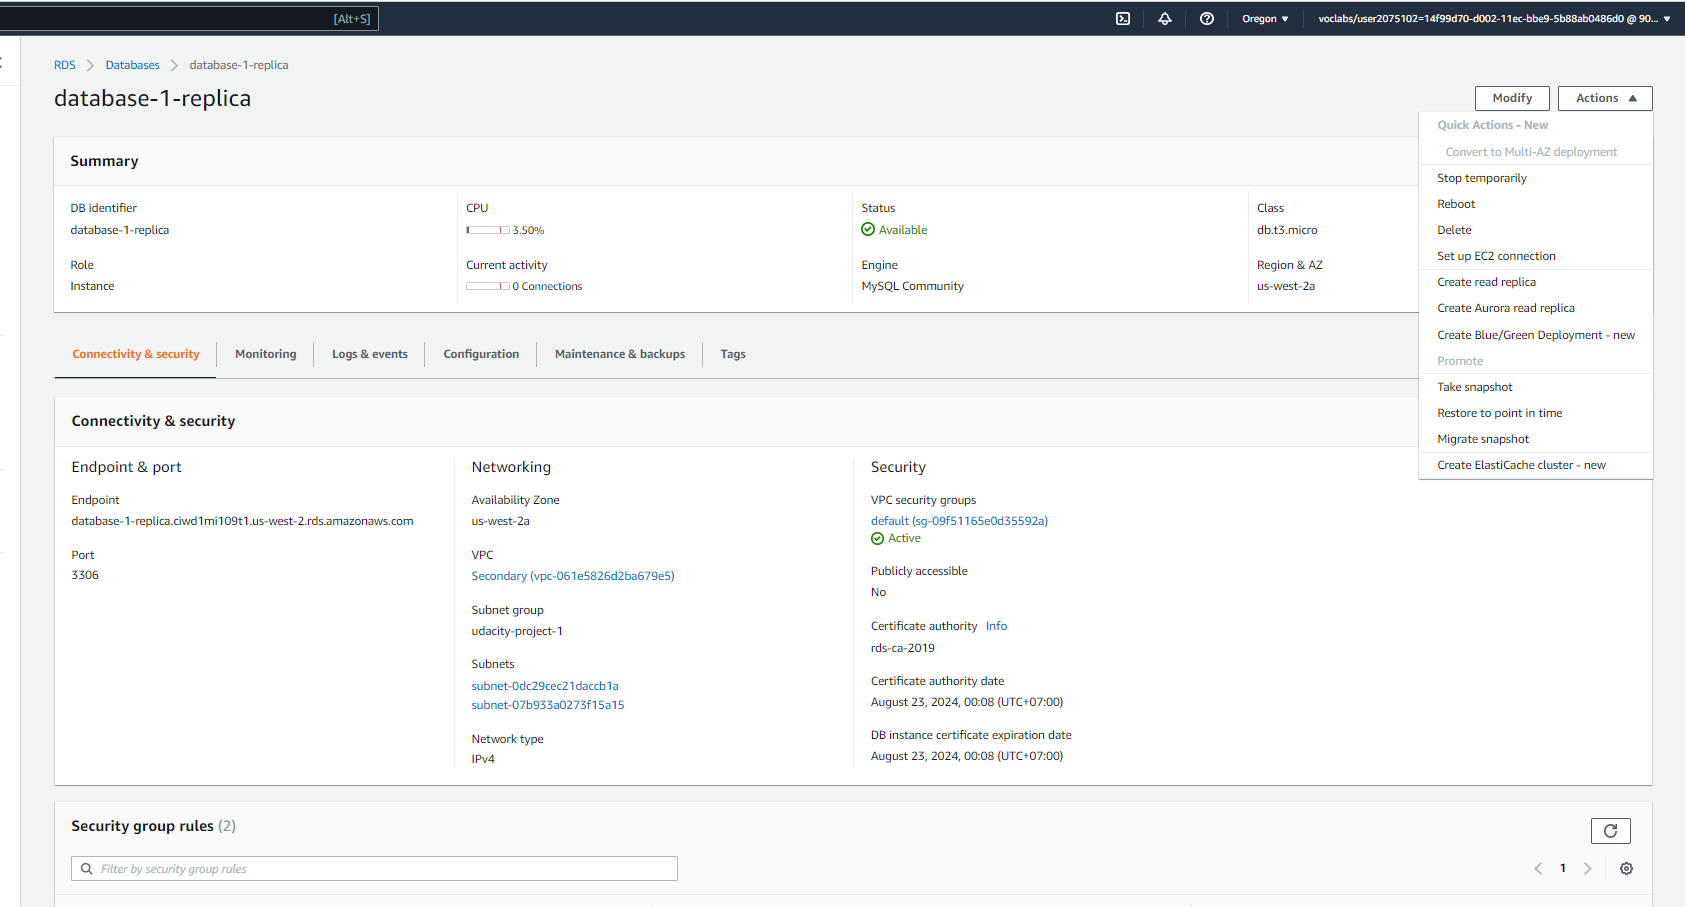 [Alt+S]
Oregon ▼
voclabs/user2075102=14f99d70-d002-11ec-bbe9-5b88ab0486d0 @ 90... ▼
RDS > Databases > database-1-replica
database-1-replica
Modify
Actions ▲
Quick Actions - New
Convert to Multi-AZ deployment
Stop temporarily
Reboot
Delete
Set up EC2 connection
Create read replica
Create Aurora read replica
Create Blue/Green Deployment - new
Promote
Take snapshot
Restore to point in time
Migrate snapshot
Create ElastiCache cluster - new
Summary
DB identifier
database-1-replica
CPU
3.50%
Status
Available
Class
db.t3.micro
Role
Instance
Current activity
0 Connections
Engine
MySQL Community
Region & AZ
us-west-2a
Connectivity & security
Monitoring
Logs & events
Configuration
Maintenance & backups
Tags
Connectivity & security
Endpoint & port
Endpoint
database-1-replica.ciwd1mi109t1.us-west-2.rds.amazonaws.com
Port
3306
Networking
Availability Zone
us-west-2a
VPC
Secondary (vpc-061e5826d2ba679e5)
Subnet group
udacity-project-1
Subnets
subnet-0dc29cec21daccb1a
subnet-07b933a0273f15a15
Network type
IPv4
Security
VPC security groups
default (sg-09f51165e0d35592a)
Active
Publicly accessible
No
Certificate authority Info
rds-ca-2019
Certificate authority date
August 23, 2024, 00:08 (UTC+07:00)
DB instance certificate expiration date
August 23, 2024, 00:08 (UTC+07:00)
Security group rules (2)
Filter by security group rules
1